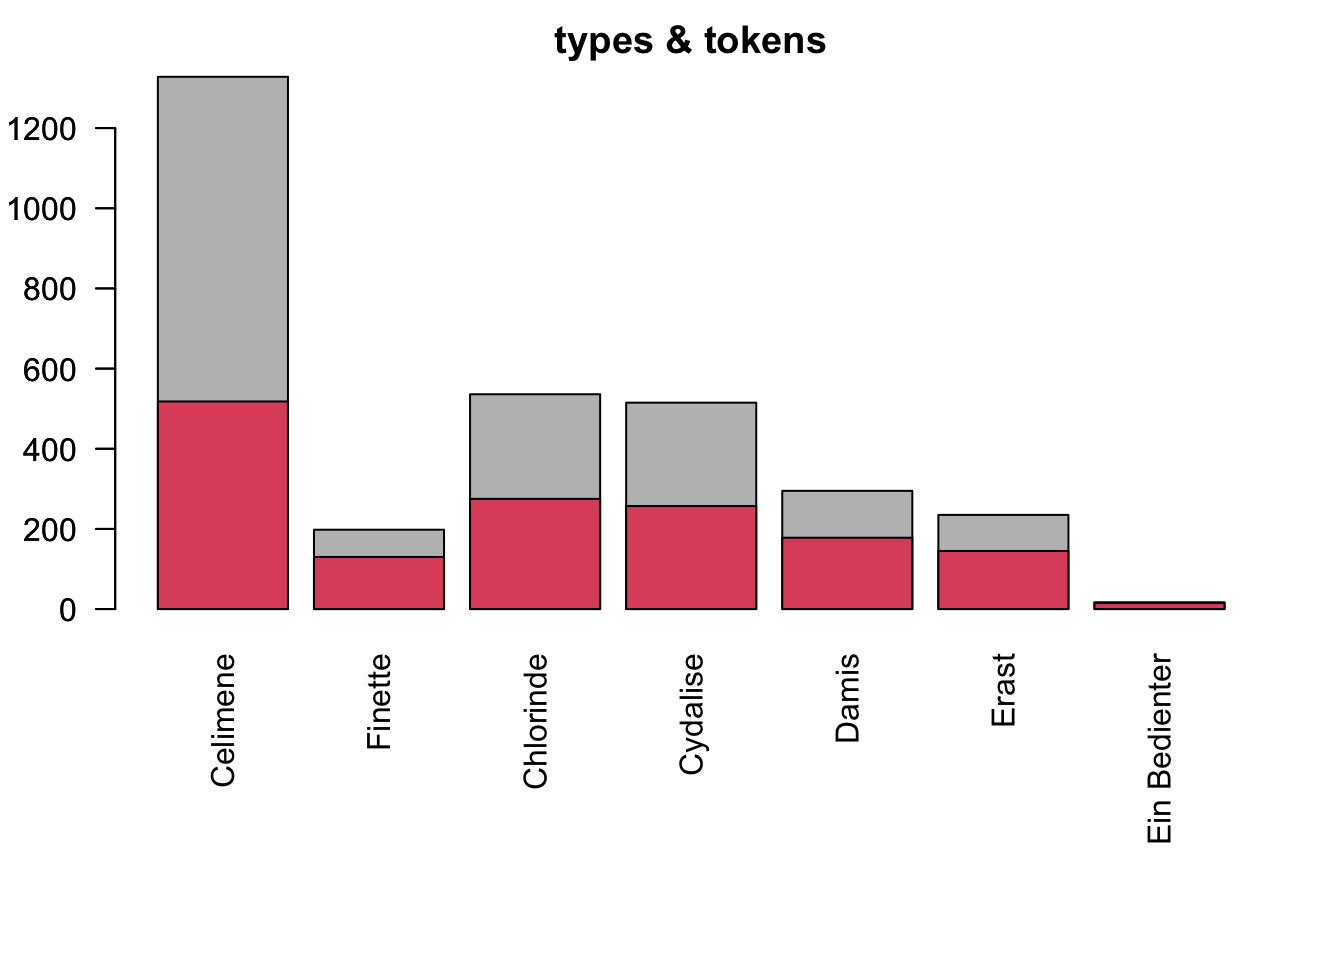 types & tokens
1200
1000
800
600
400
200
0
Celimene
Finette
Chlorinde
Cydalise
Damis
Erast
Ein Bedienter